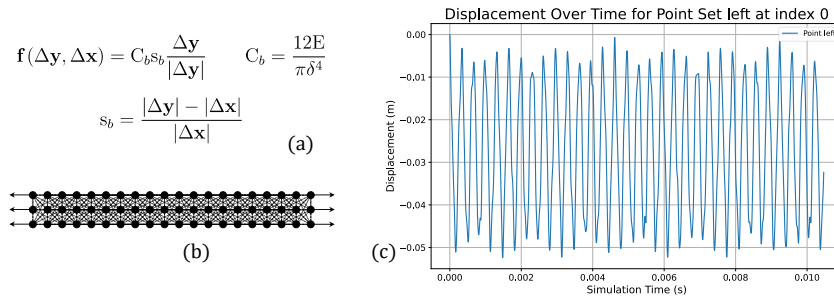 f (Δy, Δx) = C_b s_b Δy / |Δy|    C_b = 12E / πδ⁴
s_b = |Δy| − |Δx| / |Δx|
(a)
(b)
(c)
Displacement Over Time for Point Set left at index 0
Point left
Displacement (m)
0.00
−0.01
−0.02
−0.03
−0.04
−0.05
0.000 0.002 0.004 0.006 0.008 0.010
Simulation Time (s)